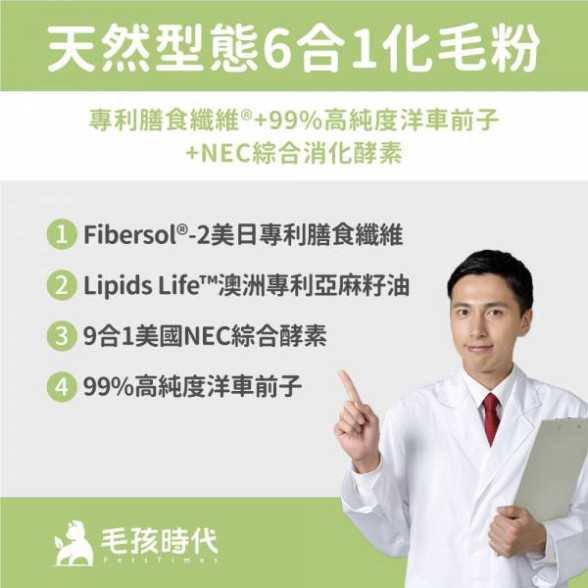 天然型態6合1化毛粉
專利膳食纖維®+99%高純度洋車前子
+NEC綜合消化酵素
1 Fibersol®-2美日專利膳食纖維
2 Lipids Life™澳洲專利亞麻籽油
3 9合1美國NEC綜合酵素
4 99%高純度洋車前子
毛孩時代
PetsTimes